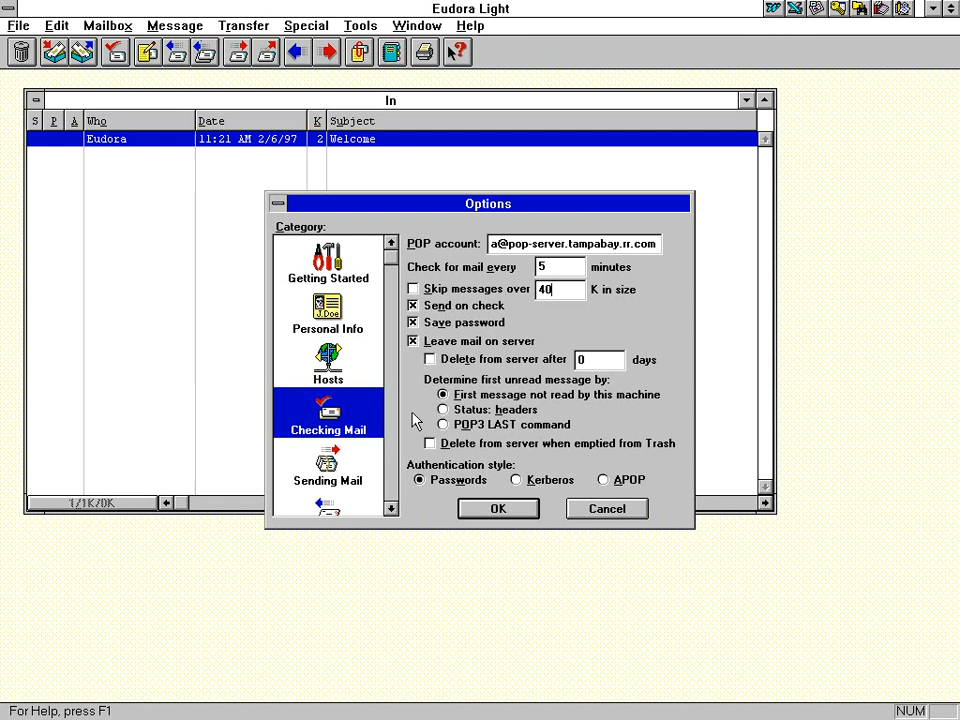 Eudora Light
File Edit Mailbox Message Transfer Special Tools Window Help
In
S P A Who Date K Subject
Eudora 11:21 AM 2/6/97 2 Welcome
Options
Category:
Getting Started
J.Doe
Personal Info
Hosts
Checking Mail
Sending Mail
POP account: a@pop-server.tampabay.rr.com
Check for mail every 5 minutes
Skip messages over 40 K in size
Send on check
Save password
Leave mail on server
Delete from server after 0 days
Determine first unread message by:
First message not read by this machine
Status: headers
POP3 LAST command
Delete from server when emptied from Trash
Authentication style:
Passwords Kerberos APOP
OK Cancel
1/1K/0K
For Help, press F1 NUM